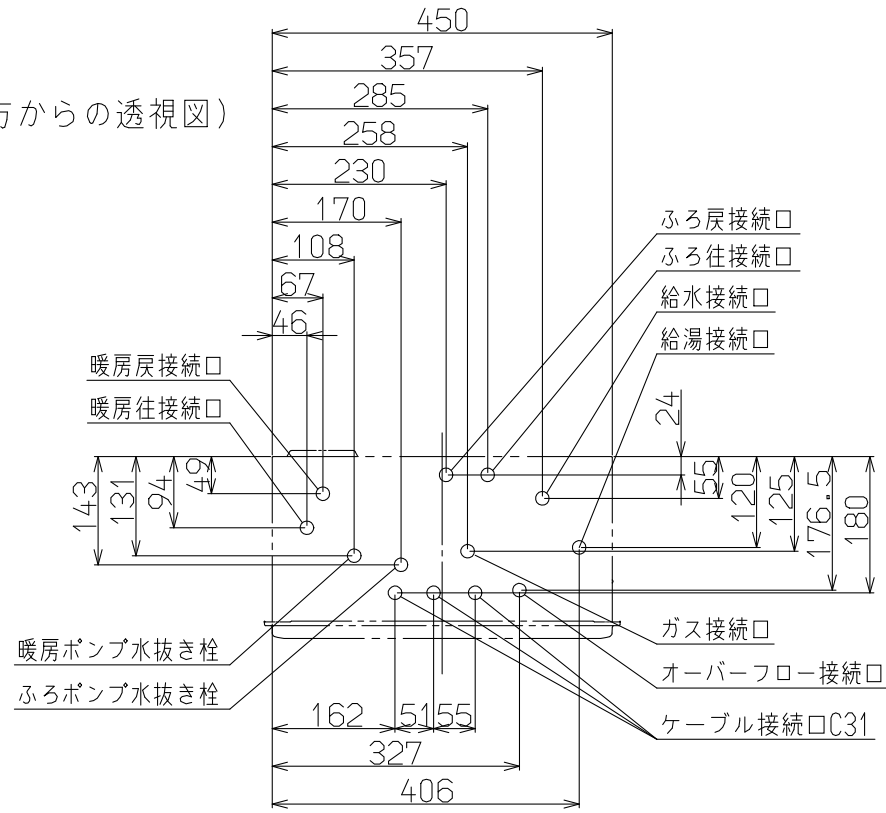 450
357
方からの透視図)
285
258
230
170
108
67
46
ふろ戻接続口
ふろ往接続口
給水接続口
給湯接続口
暖房戻接続口
暖房往接続口
24
143
131
94
49
55
120
125
176.5
180
暖房ポンプ水抜き栓
ふろポンプ水抜き栓
ガス接続口
オーバーフロー接続口
ケーブル接続口C31
162
51
55
327
406